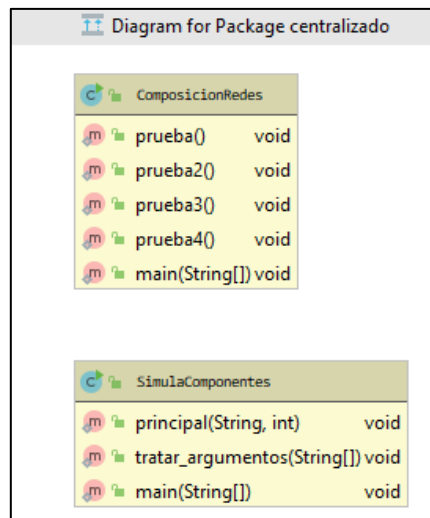 Diagram for Package centralizado
ComposicionRedes
prueba() void
prueba2() void
prueba3() void
prueba4() void
main(String[]) void
SimulaComponentes
principal(String, int) void
tratar_argumentos(String[]) void
main(String[]) void